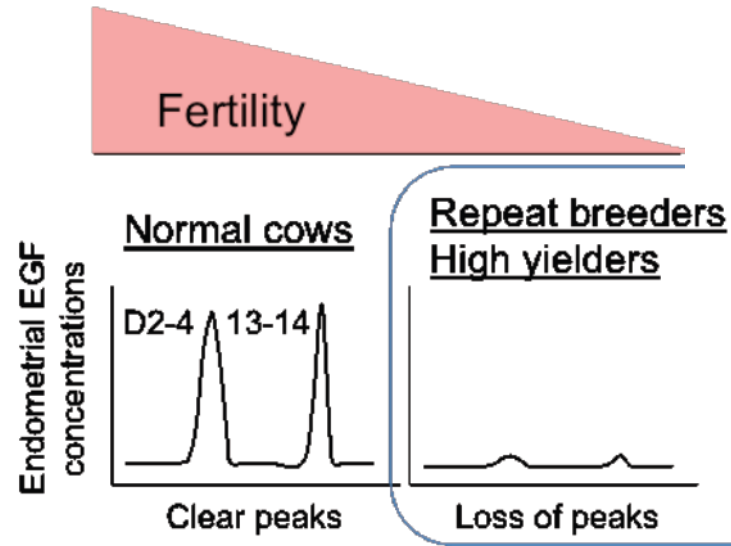 Fertility
Normal cows
Repeat breeders
High yielders
Endometrial EGF
concentrations
D2-4
13-14
Clear peaks
Loss of peaks